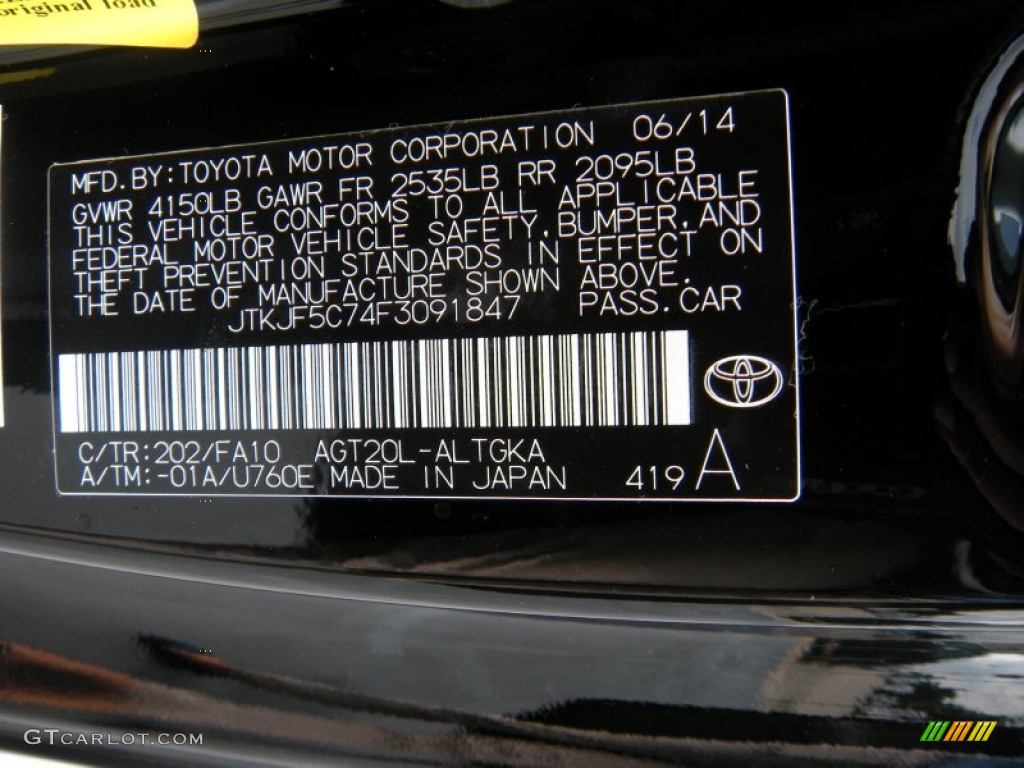 original load
06/14
MFD.BY:TOYOTA MOTOR CORPORATION
GVWR 4150LB GAWR FR 2535LB RR 2095LB
THIS VEHICLE CONFORMS TO ALL APPLICABLE
FEDERAL MOTOR VEHICLE SAFETY,BUMPER,AND
THEFT PREVENTION STANDARDS IN EFFECT ON
THE DATE OF MANUFACTURE SHOWN ABOVE.
JTKJF5C74F3091847 PASS.CAR
C/TR:202/FA10 AGT20L-ALTGKA
A/TM:-01A/U760E MADE IN JAPAN 419 A
GTCARLOT.COM